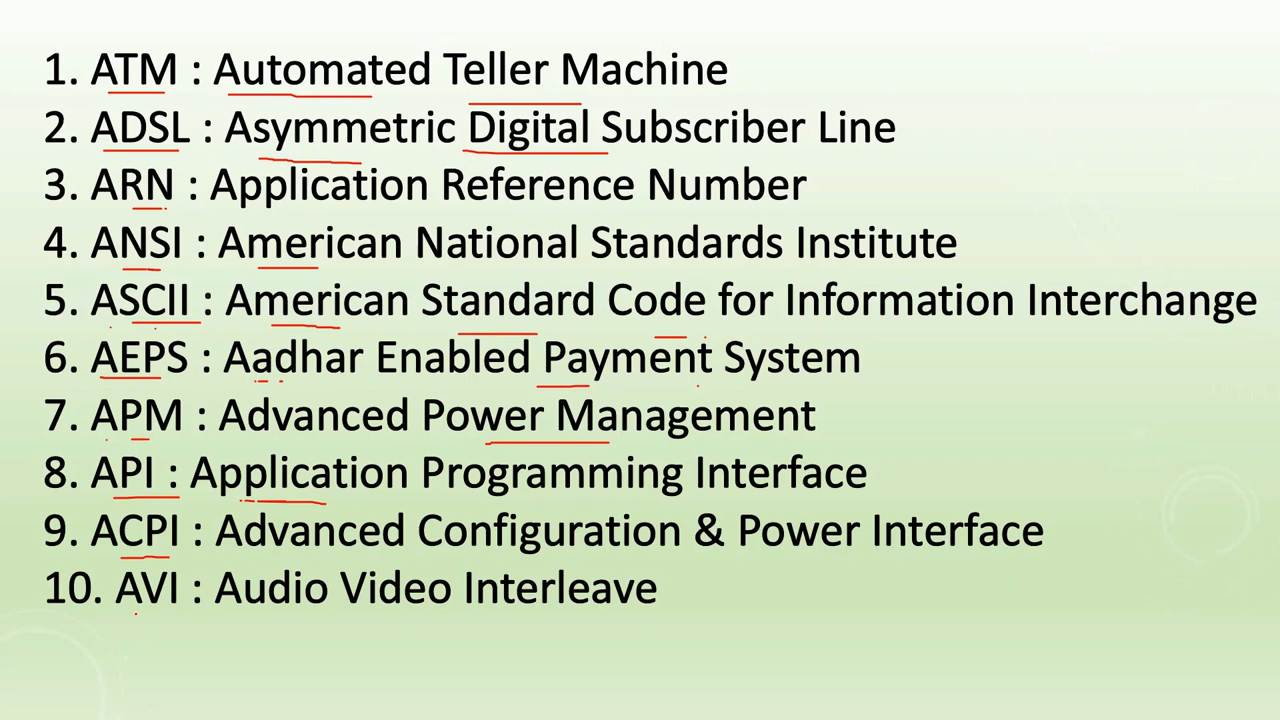 1. ATM : Automated Teller Machine
2. ADSL : Asymmetric Digital Subscriber Line
3. ARN : Application Reference Number
4. ANSI : American National Standards Institute
5. ASCII : American Standard Code for Information Interchange
6. AEPS : Aadhar Enabled Payment System
7. APM : Advanced Power Management
8. API : Application Programming Interface
9. ACPI : Advanced Configuration & Power Interface
10. AVI : Audio Video Interleave